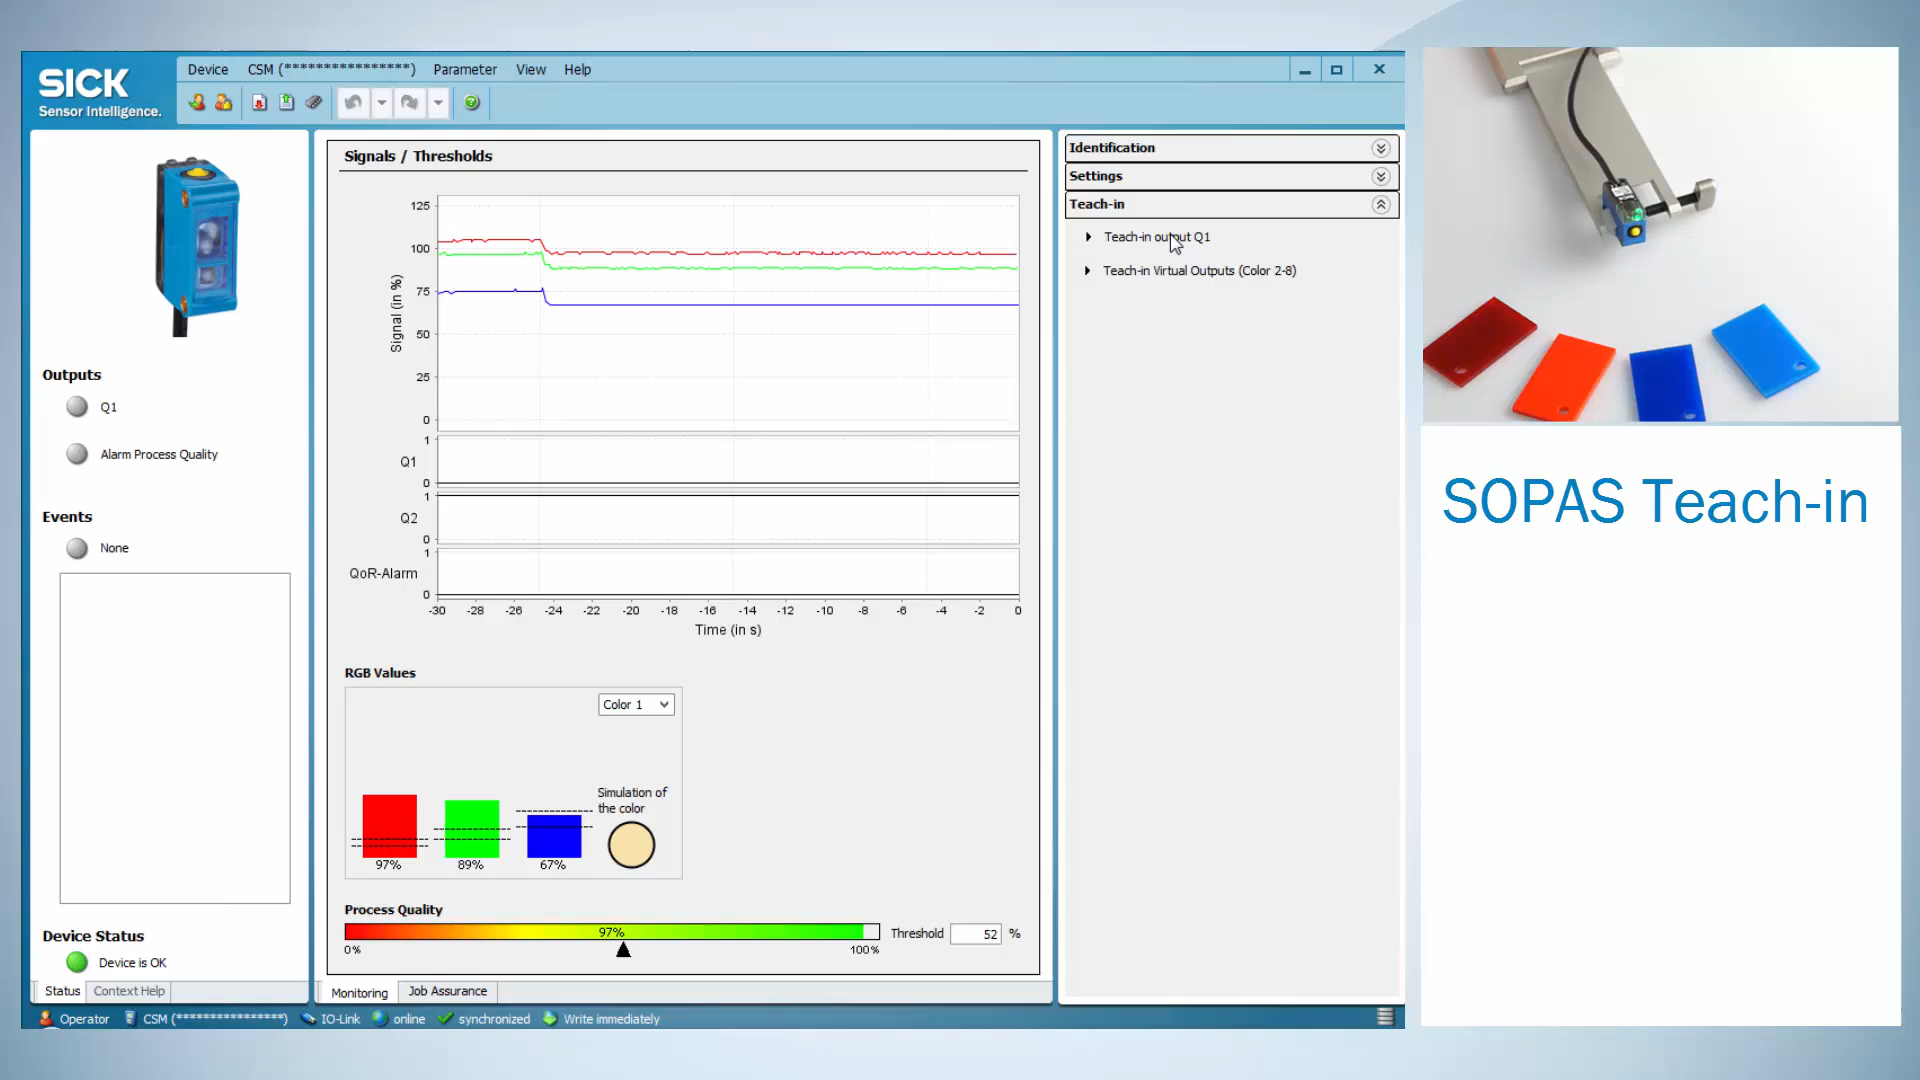 SICK
Sensor Intelligence.
Device CSM (****************) Parameter View Help
Outputs
Q1
Alarm Process Quality
Events
None
Device Status
Device is OK
Status Context Help
Signals / Thresholds
Signal (in %)
125
100
75
50
25
0
Q1
1
0
Q2
1
0
QoR-Alarm
1
0
-30 -28 -26 -24 -22 -20 -18 -16 -14 -12 -10 -8 -6 -4 -2 0
Time (in s)
RGB Values
Color 1
Simulation of
the color
97% 89% 67%
Process Quality
97%
0% 100%
Threshold 52 %
Monitoring Job Assurance
Identification
Settings
Teach-in
Teach-in output Q1
Teach-in Virtual Outputs (Color 2-8)
Operator CSM (****************) IO-Link online synchronized Write immediately
SOPAS Teach-in